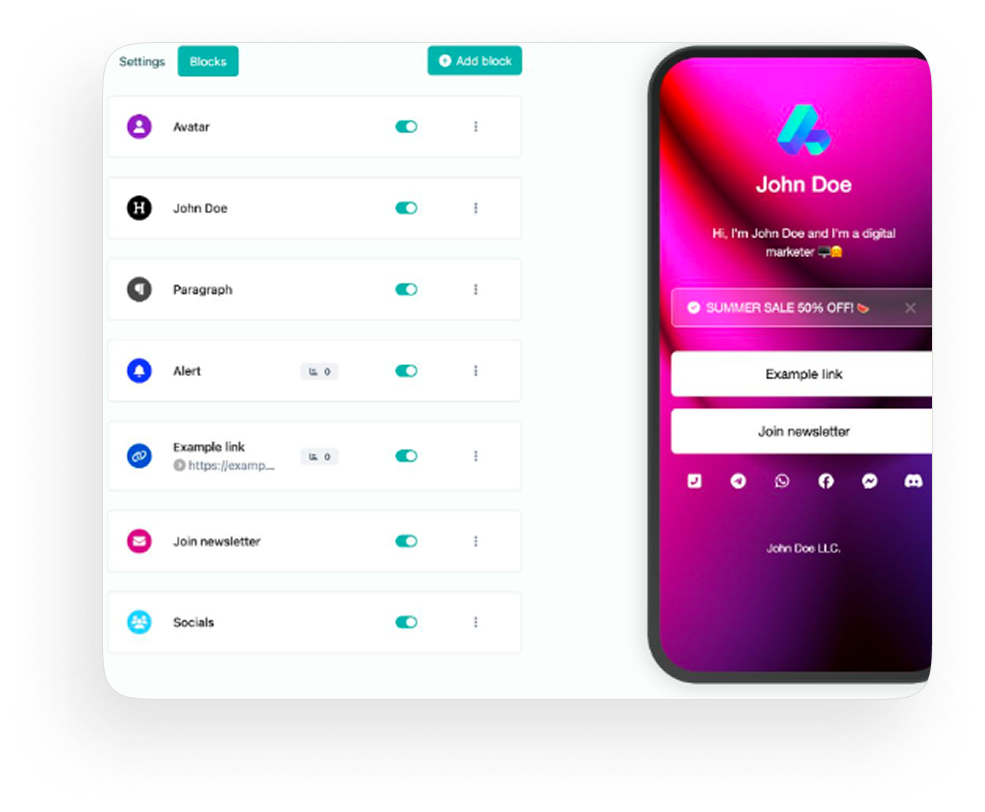 Settings
Blocks
Add block
Avatar
H
John Doe
Paragraph
Alert
0
Example link
https://examp...
0
Join newsletter
Socials
John Doe
Hi, I'm John Doe and I'm a digital
marketer
SUMMER SALE 50% OFF!
Example link
Join newsletter
John Doe LLC.